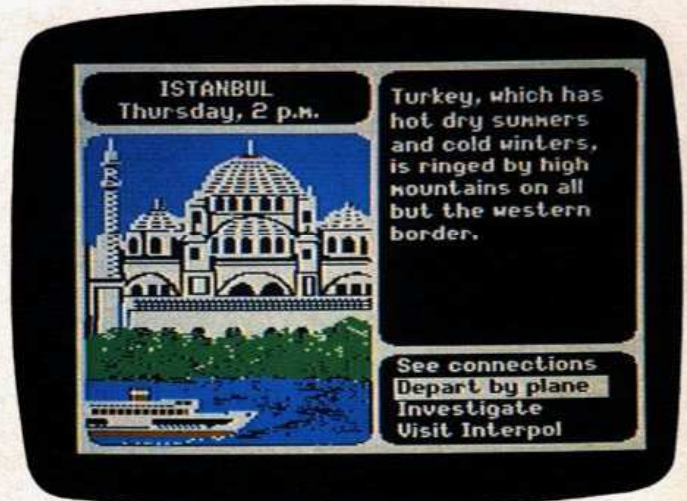 ISTANBUL
Thursday, 2 p.m.
Turkey, which has
hot dry summers
and cold winters,
is ringed by high
mountains on all
but the western
border.
See connections
Depart by plane
Investigate
Visit Interpol